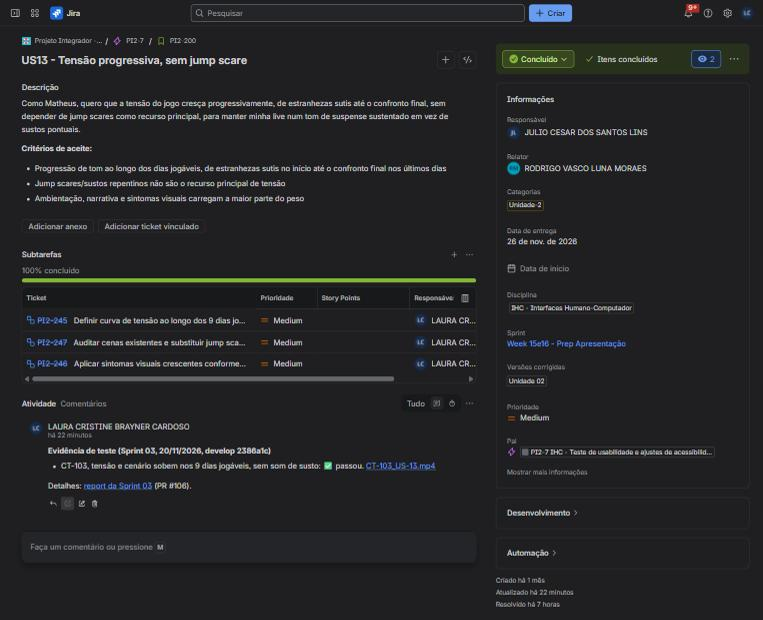 Jira
Pesquisar
+ Criar
9+
LC
Projeto Integrador -... / PI2-7 / PI2-200
US13 - Tensão progressiva, sem jump scare
Descrição
Como Matheus, quero que a tensão do jogo cresça progressivamente, de estranhezas sutis até o confronto final, sem
depender de jump scares como recurso principal, para manter minha live num tom de suspense sustentado em vez de
sustos pontuais.
Critérios de aceite:
• Progressão de tom ao longo dos dias jogáveis, de estranhezas sutis no início até o confronto final nos últimos dias
• Jump scares/sustos repentinos não são o recurso principal de tensão
• Ambientação, narrativa e sintomas visuais carregam a maior parte do peso
Adicionar anexo
Adicionar ticket vinculado
Subtarefas
100% concluído
Ticket Prioridade Story Points Responsáve
PI2-245 Definir curva de tensão ao longo dos 9 dias jo... Medium LC LAURA CR...
PI2-247 Auditar cenas existentes e substituir jump sca... Medium LC LAURA CR...
PI2-246 Aplicar sintomas visuais crescentes conforme... Medium LC LAURA CR...
Atividade Comentários
Tudo
LC LAURA CRISTINE BRAYNER CARDOSO
há 22 minutos
Evidência de teste (Sprint 03, 20/11/2026, develop 2386a1c)
• CT-103, tensão e cenário sobem nos 9 dias jogáveis, sem som de susto: ✅ passou. CT-103_US-13.mp4
Detalhes: report da Sprint 03 (PR #106).
Faça um comentário ou pressione M
Concluído
Itens concluídos
2
Informações
Responsável
JL JULIO CESAR DOS SANTOS LINS
Relator
RODRIGO VASCO LUNA MORAES
Categorias
Unidade-2
Data de entrega
26 de nov. de 2026
Data de início
Disciplina
IHC - Interfaces Humano-Computador
Sprint
Week 15e16 - Prep Apresentação
Versões corrigidas
Unidade 02
Prioridade
Medium
Pai
PI2-7 IHC - Teste de usabilidade e ajustes de acessibilid...
Mostrar mais informações
Desenvolvimento
Automação
Criado há 1 mês
Atualizado há 22 minutos
Resolvido há 7 horas